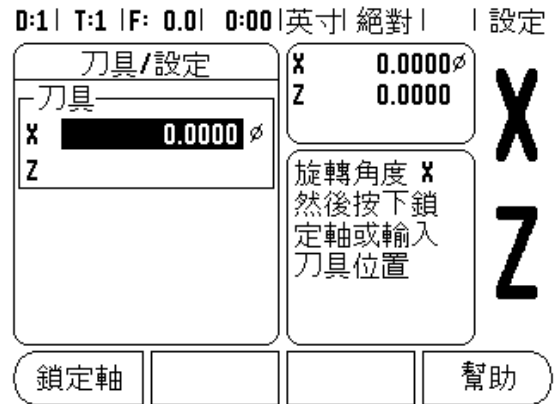 D:1| T:1 |F: 0.0| 0:00|英寸| 絕對| | 設定
刀具/設定
刀具
X 0.0000 ⌀
Z
X 0.0000⌀
Z 0.0000
旋轉角度 X
然後按下鎖
定軸或輸入
刀具位置
X
Z
鎖定軸
幫助